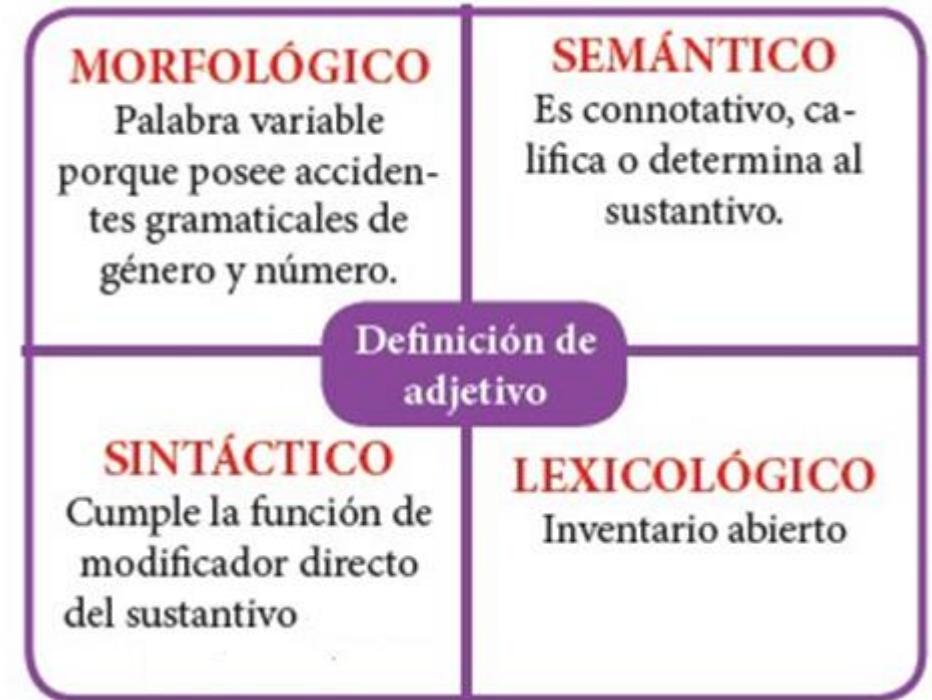 MORFOLÓGICO
Palabra variable
porque posee acciden-
tes gramaticales de
género y número.
SEMÁNTICO
Es connotativo, ca-
lifica o determina al
sustantivo.
Definición de
adjetivo
SINTÁCTICO
Cumple la función de
modificador directo
del sustantivo
LEXICOLÓGICO
Inventario abierto